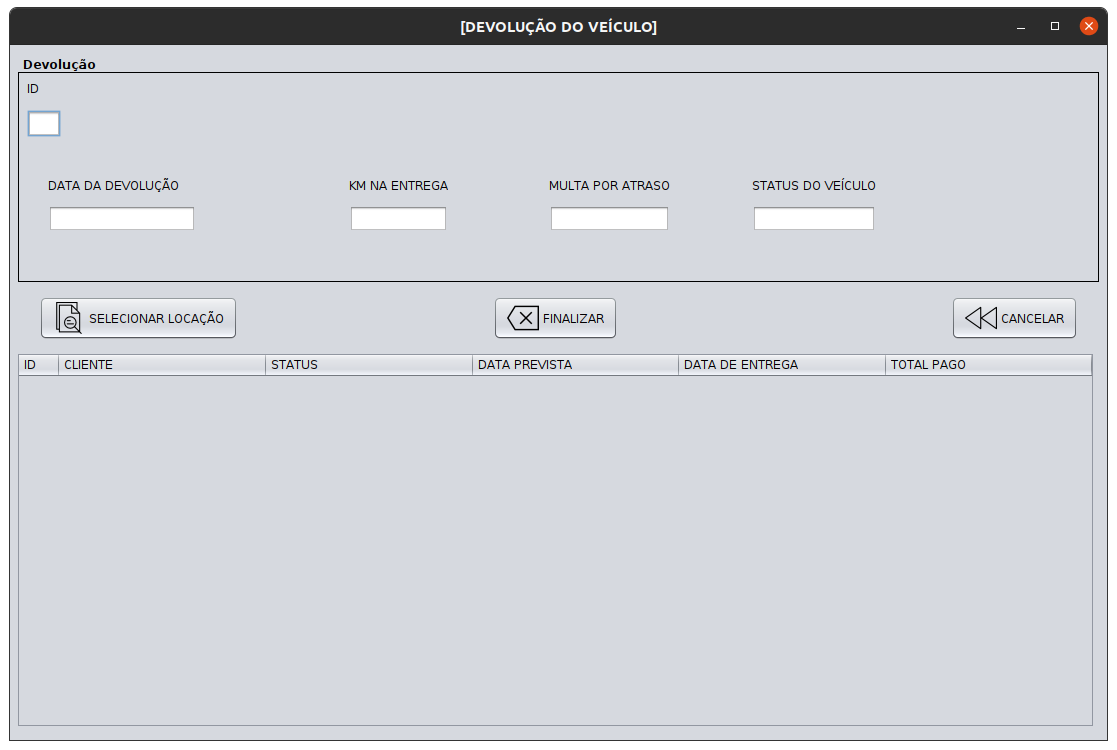 [DEVOLUÇÃO DO VEÍCULO]
Devolução
ID
DATA DA DEVOLUÇÃO KM NA ENTREGA MULTA POR ATRASO STATUS DO VEÍCULO
SELECIONAR LOCAÇÃO FINALIZAR CANCELAR
ID CLIENTE STATUS DATA PREVISTA DATA DE ENTREGA TOTAL PAGO